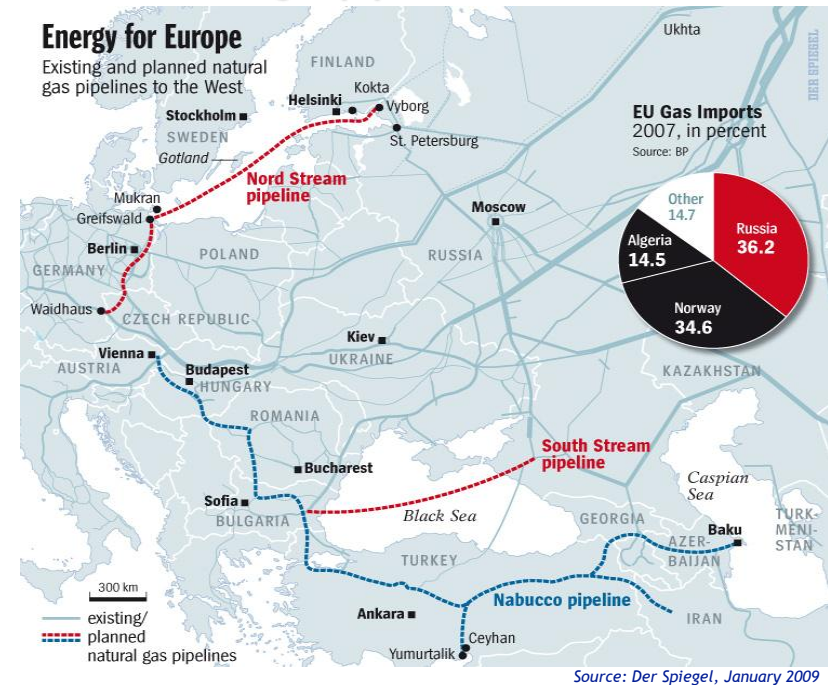 Energy for Europe
Existing and planned natural
gas pipelines to the West
Ukhta
DER SPIEGEL
FINLAND
Kokta
Helsinki
Vyborg
Stockholm
St. Petersburg
SWEDEN
Gotland
Nord Stream
pipeline
EU Gas Imports
2007, in percent
Source: BP
Other
14.7
Russia
36.2
Algeria
14.5
Norway
34.6
Mukran
Greifswald
Moscow
Berlin
POLAND
RUSSIA
GERMANY
Waidhaus
CZECH REPUBLIC
Kiev
UKRAINE
Vienna
AUSTRIA
Budapest
HUNGARY
KAZAKHSTAN
ROMANIA
South Stream
pipeline
Bucharest
Caspian
Sea
Sofia
BULGARIA
Black Sea
GEORGIA
TURK-
MENI-
STAN
Baku
AZER-
BAIJAN
TURKEY
300 km
Nabucco pipeline
Ankara
IRAN
existing/
planned
natural gas pipelines
Ceyhan
Yumurtalik
Source: Der Spiegel, January 2009